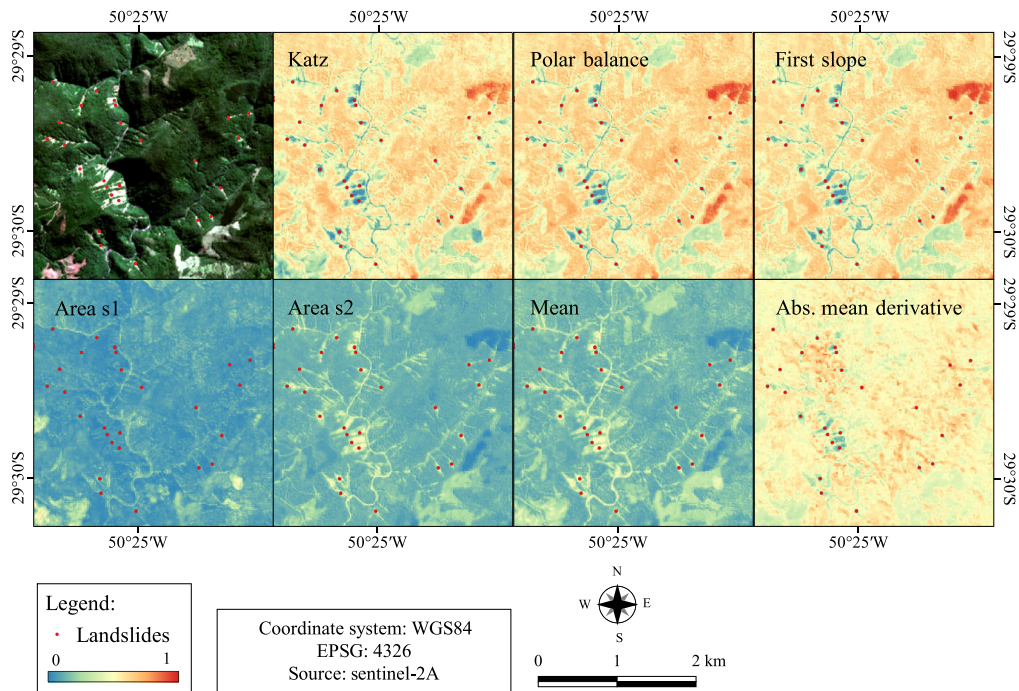 50°25′W 50°25′W 50°25′W 50°25′W
29°29′S 29°29′S
Katz Polar balance First slope
29°30′S 29°30′S
Area s1 Area s2 Mean Abs. mean derivative
29°29′S 29°29′S
29°30′S 29°30′S
50°25′W 50°25′W 50°25′W 50°25′W
Legend:
Landslides
0 1
Coordinate system: WGS84
EPSG: 4326
Source: sentinel-2A
N
W E
S
0 1 2 km